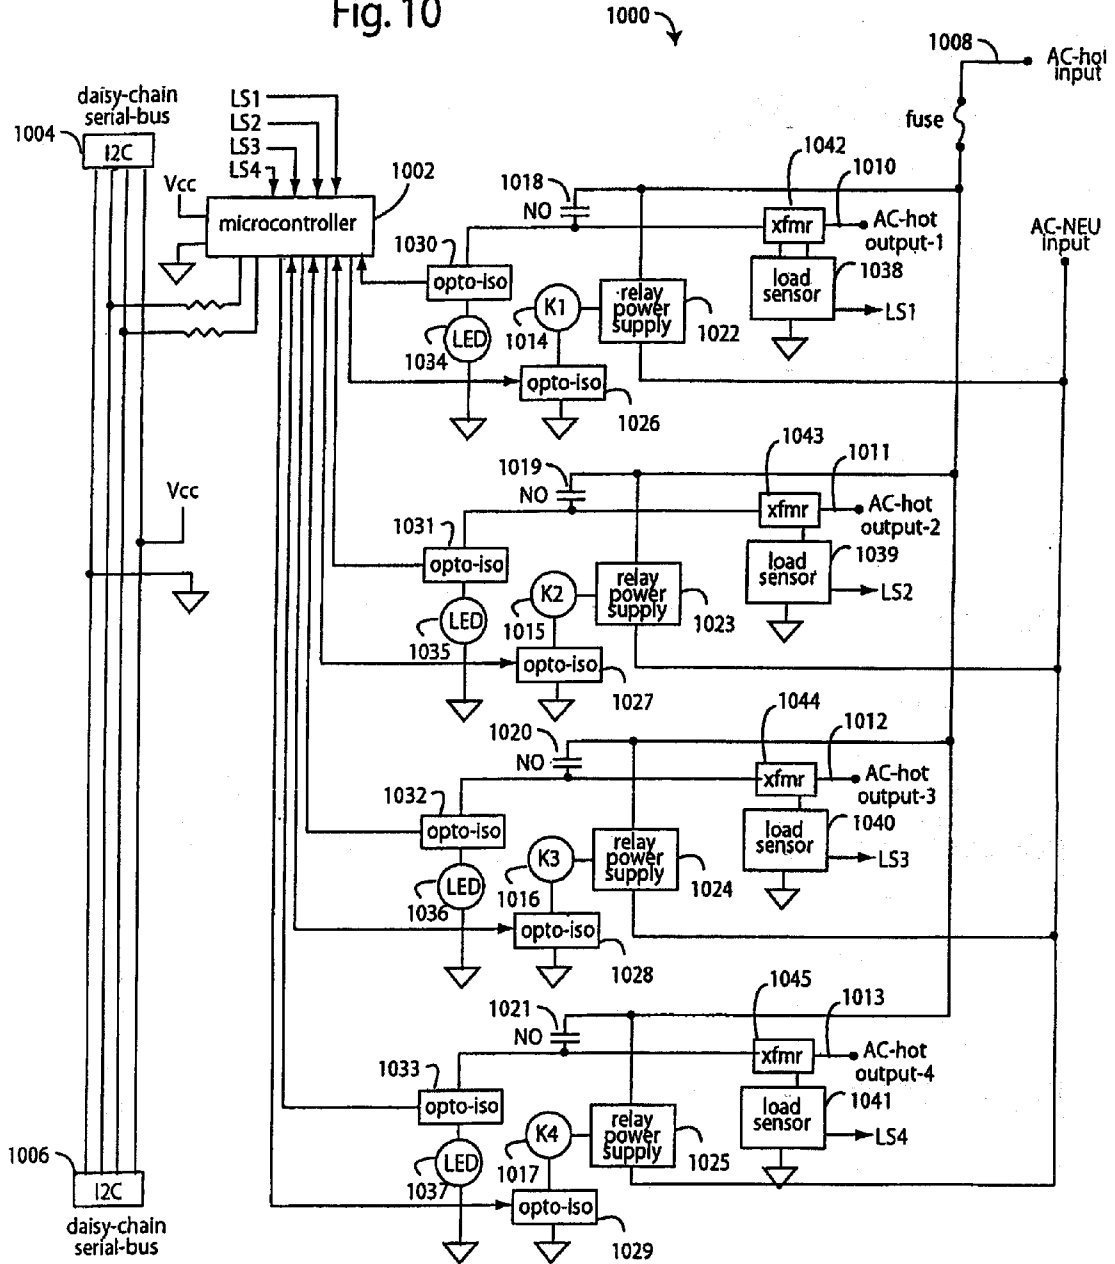 Fig. 10
1000
1008
AC-hot
input
fuse
daisy-chain
serial-bus
1004
I2C
LS1
LS2
LS3
LS4
Vcc
1002
microcontroller
1042
1010
1018
NO
xfmr
AC-hot
output-1
AC-NEU
input
1030
opto-iso
1038
load
sensor
LS1
K1
1014
relay
power
supply
1022
LED
1034
opto-iso
1026
1043
1011
1019
NO
xfmr
AC-hot
output-2
Vcc
1031
opto-iso
1039
load
sensor
LS2
K2
1015
relay
power
supply
1023
LED
1035
opto-iso
1027
1044
1012
1020
NO
xfmr
AC-hot
output-3
1032
opto-iso
1040
load
sensor
LS3
K3
1016
relay
power
supply
1024
LED
1036
opto-iso
1028
1045
1013
1021
NO
xfmr
AC-hot
output-4
1033
opto-iso
1041
load
sensor
LS4
K4
1017
relay
power
supply
1025
LED
1037
opto-iso
1029
1006
I2C
daisy-chain
serial-bus